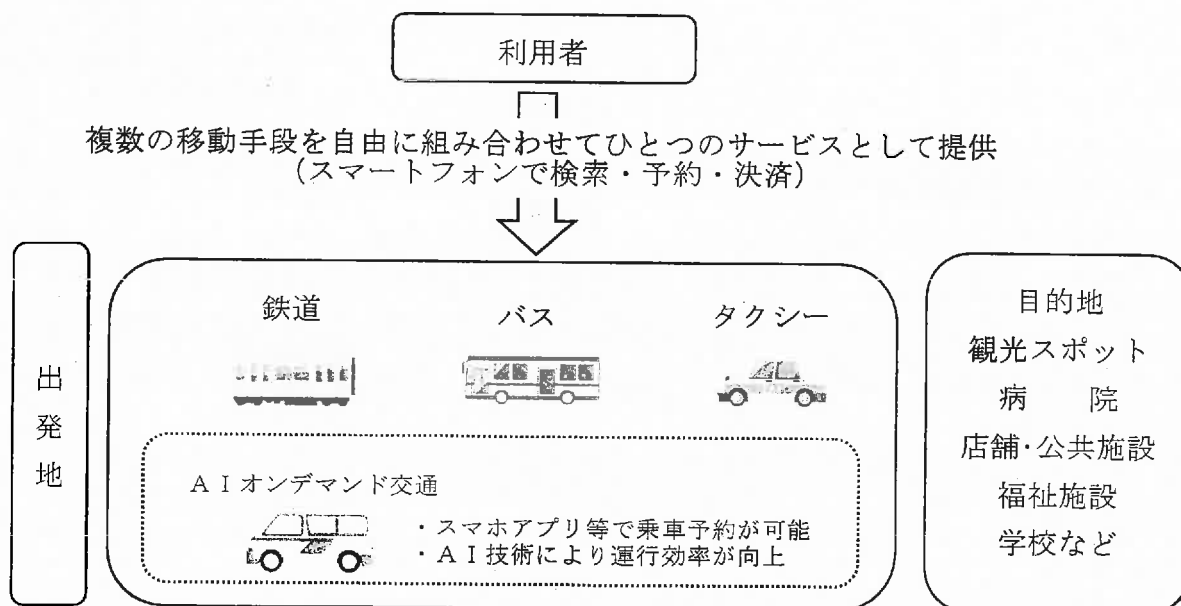 利用者
複数の移動手段を自由に組み合わせてひとつのサービスとして提供
(スマートフォンで検索・予約・決済)
出発地
鉄道
バス
タクシー
AIオンデマンド交通
・スマホアプリ等で乗車予約が可能
・AI技術により運行効率が向上
目的地
観光スポット
病　院
店舗・公共施設
福祉施設
学校など